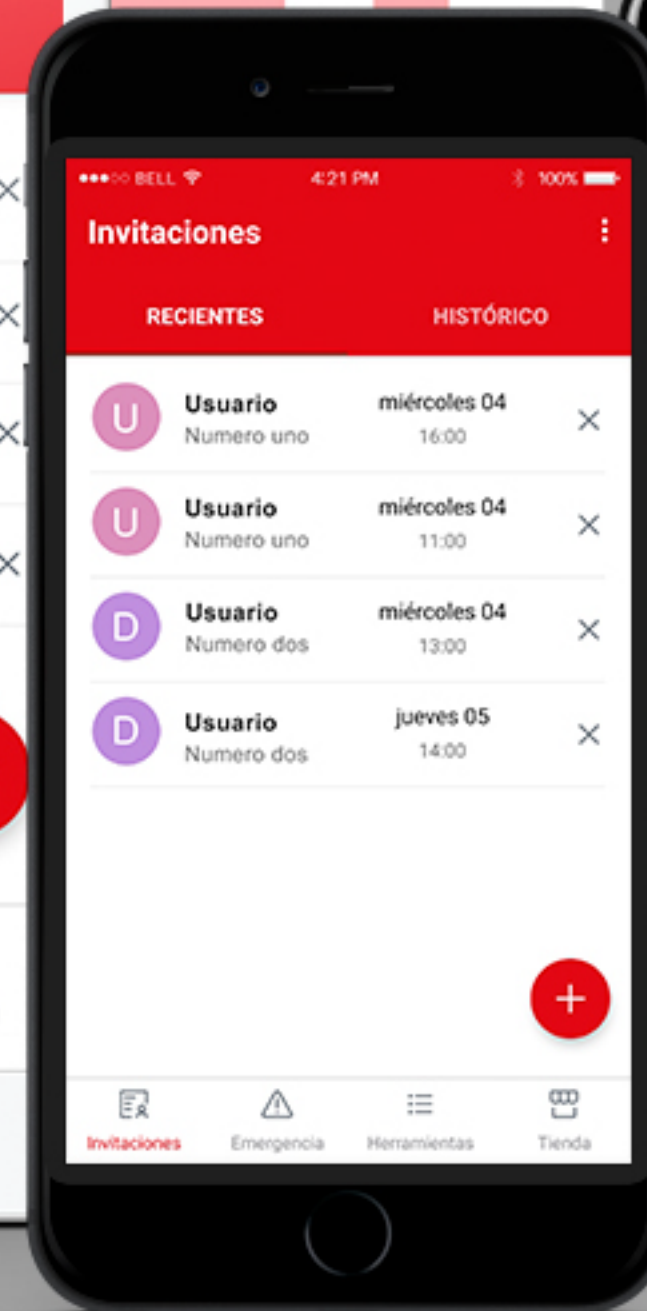 BELL 4:21 PM 100%
Invitaciones
RECIENTES HISTÓRICO
U Usuario miércoles 04
Numero uno 16:00
U Usuario miércoles 04
Numero uno 11:00
D Usuario miércoles 04
Numero dos 13:00
D Usuario jueves 05
Numero dos 14:00
Invitaciones Emergencia Herramientas Tienda